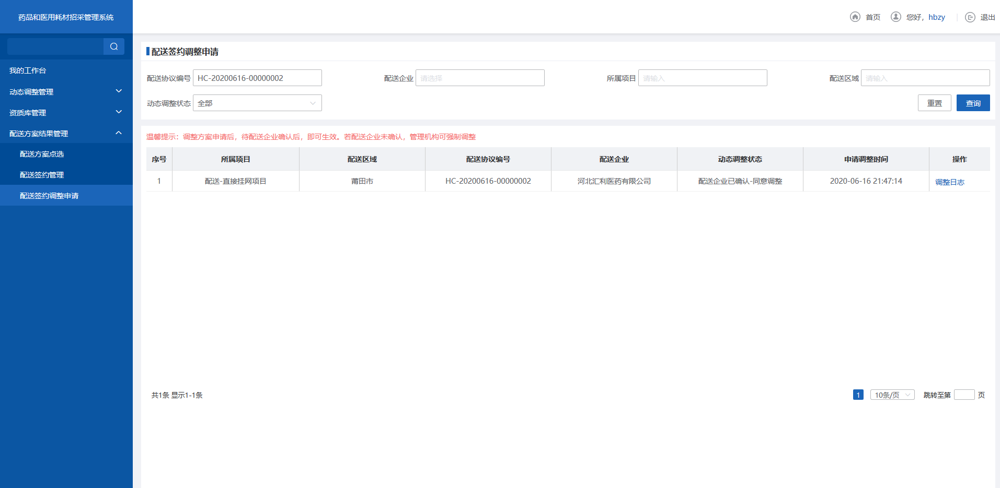 药品和医用耗材招采管理系统
首页 您好，hbzy 退出
我的工作台
动态调整管理
资质库管理
配送方案结果管理
配送方案点选
配送签约管理
配送签约调整申请
配送签约调整申请
配送协议编号 HC-20200616-00000002 配送企业 请选择 所属项目 请输入 配送区域 请输入
动态调整状态 全部 重置 查询
温馨提示：调整方案申请后，待配送企业确认后，即可生效。若配送企业未确认，管理机构可强制调整
序号 所属项目 配送区域 配送协议编号 配送企业 动态调整状态 申请调整时间 操作
1 配送-直接挂网项目 莆田市 HC-20200616-00000002 河北汇利医药有限公司 配送企业已确认-同意调整 2020-06-16 21:47:14 调整日志
共1条 显示1-1条 1 10条/页 跳转至第 页